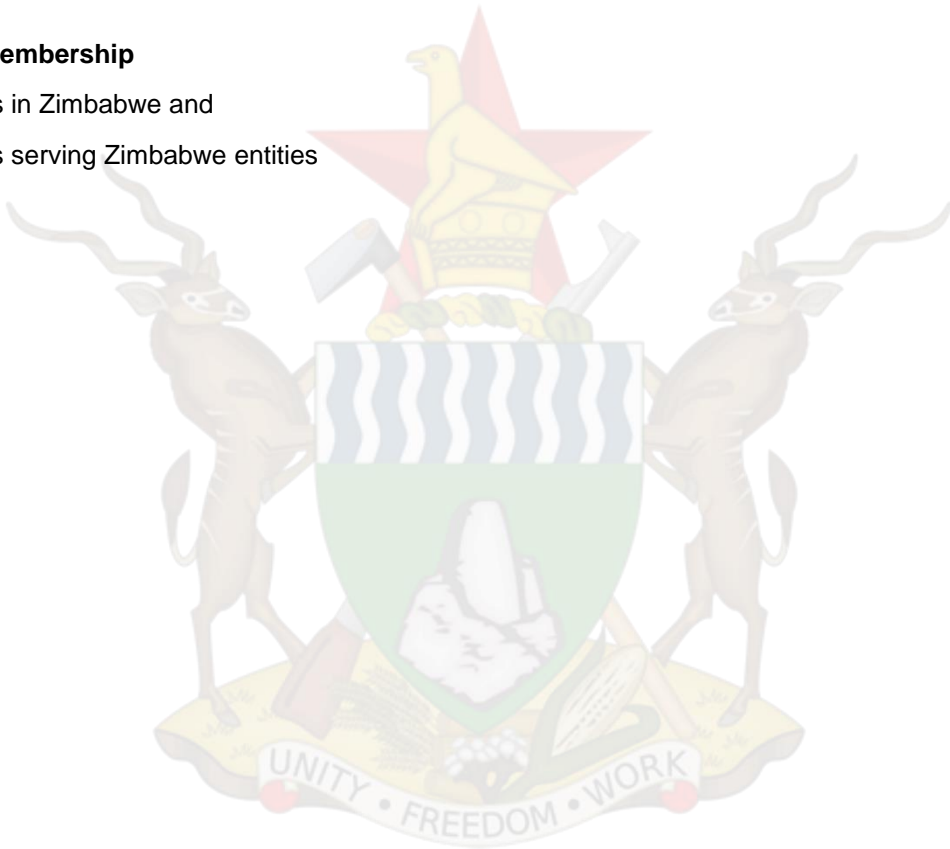 embership
s in Zimbabwe and
s serving Zimbabwe entities
UNITY • FREEDOM • WORK